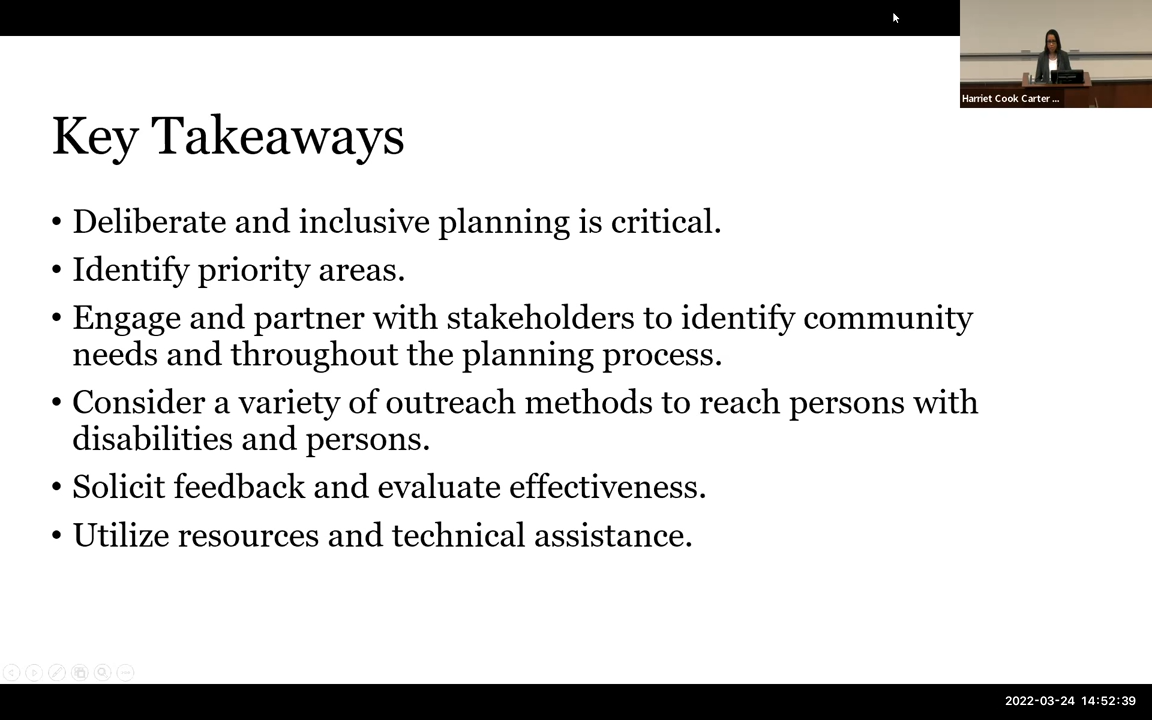 Harriet Cook Carter ...
Key Takeaways
• Deliberate and inclusive planning is critical.
• Identify priority areas.
• Engage and partner with stakeholders to identify community
needs and throughout the planning process.
• Consider a variety of outreach methods to reach persons with
disabilities and persons.
• Solicit feedback and evaluate effectiveness.
• Utilize resources and technical assistance.
2022-03-24 14:52:39